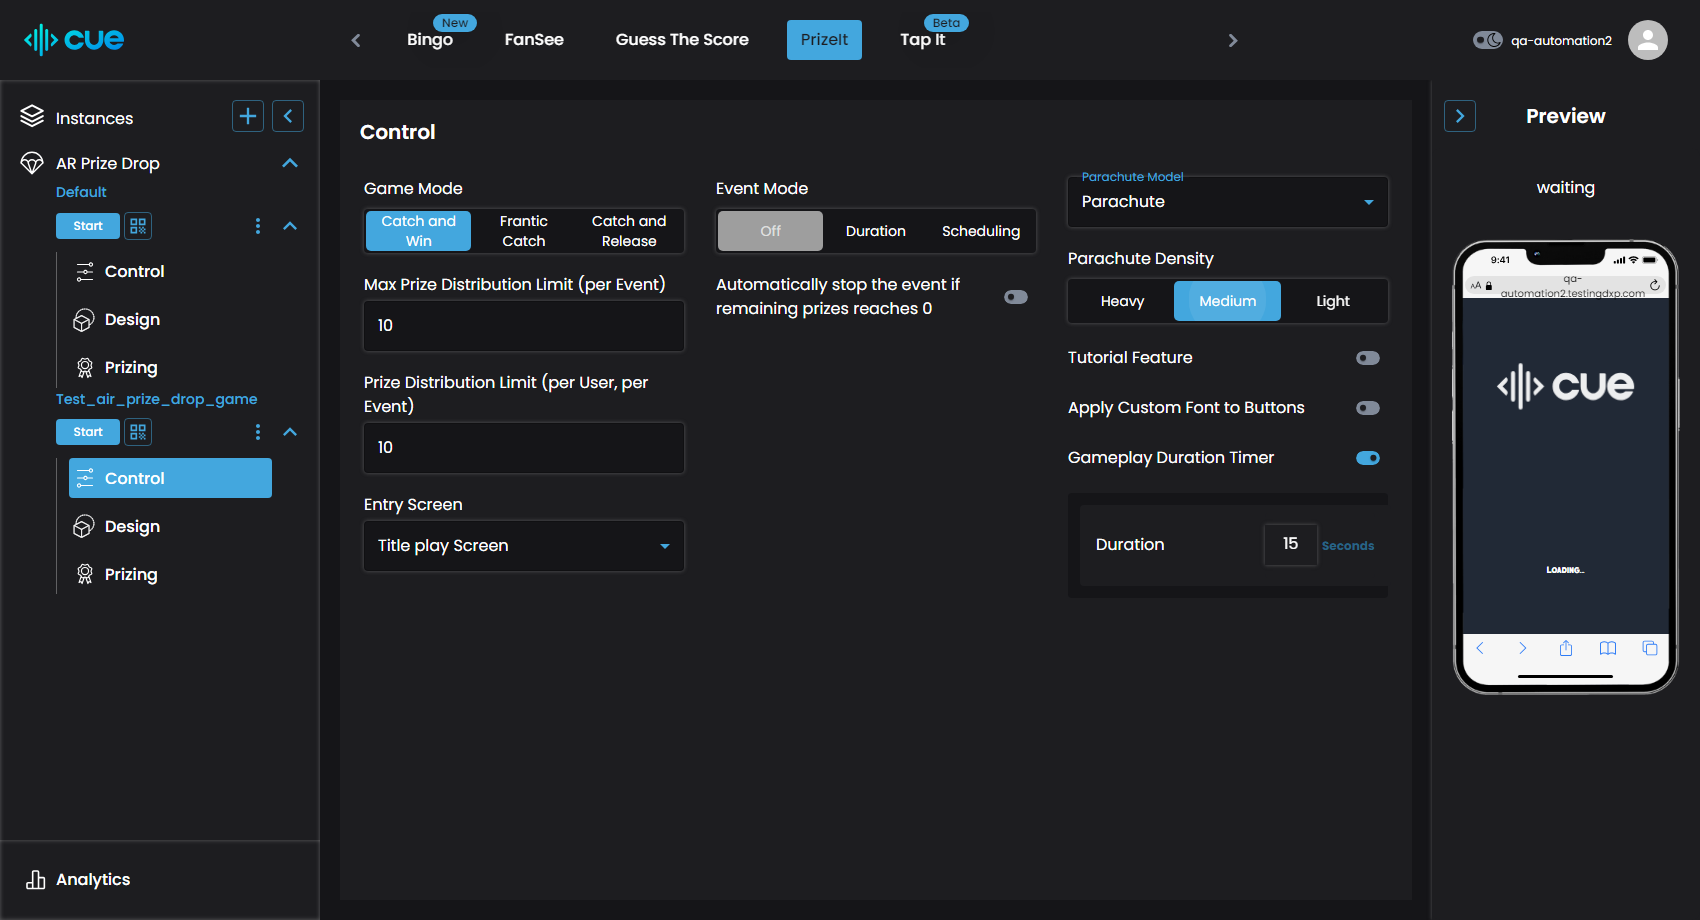 cue
New
Bingo
FanSee
Guess The Score
PrizeIt
Beta
Tap It
qa-automation2
Instances
AR Prize Drop
Default
Start
Control
Design
Prizing
Test_air_prize_drop_game
Start
Control
Design
Prizing
Analytics
Control
Game Mode
Catch and Win
Frantic Catch
Catch and Release
Max Prize Distribution Limit (per Event)
10
Prize Distribution Limit (per User, per
Event)
10
Entry Screen
Title play Screen
Event Mode
Off
Duration
Scheduling
Automatically stop the event if
remaining prizes reaches 0
Parachute Model
Parachute
Parachute Density
Heavy
Medium
Light
Tutorial Feature
Apply Custom Font to Buttons
Gameplay Duration Timer
Duration
15
Seconds
Preview
waiting
9:41
AA
qa-
automation2.testingdxp.com
cue
LOADING...